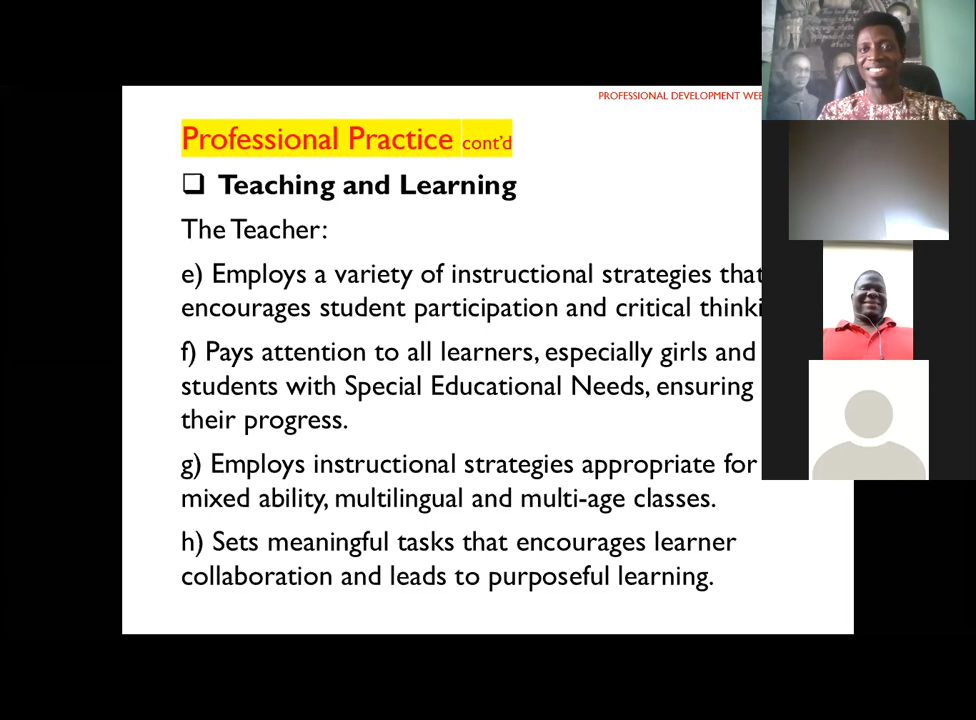 PROFESSIONAL DEVELOPMENT
Professional Practice cont'd
❑ Teaching and Learning
The Teacher:
e) Employs a variety of instructional strategies that
encourages student participation and critical
f) Pays attention to all learners, especially girls and
students with Special Educational Needs, ensuring
their progress.
g) Employs instructional strategies appropriate for
mixed ability, multilingual and multi-age classes.
h) Sets meaningful tasks that encourages learner
collaboration and leads to purposeful learning.